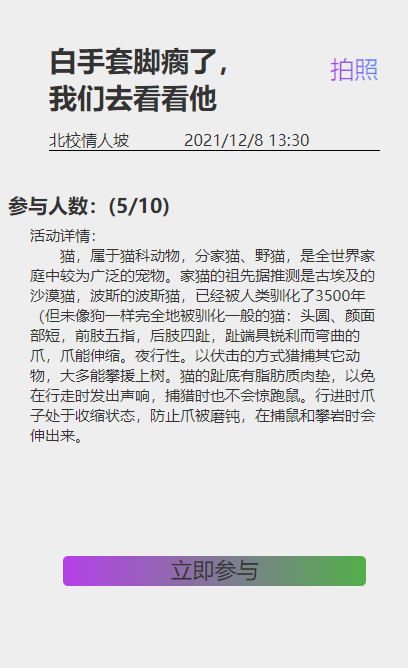 白手套脚瘸了，
我们去看看他
拍照
北校情人坡 2021/12/8 13:30
参与人数：(5/10)
活动详情：
猫，属于猫科动物，分家猫、野猫，是全世界家
庭中较为广泛的宠物。家猫的祖先据推测是古埃及的
沙漠猫，波斯的波斯猫，已经被人类驯化了3500年
（但未像狗一样完全地被驯化一般的猫：头圆、颜面
部短，前肢五指，后肢四趾，趾端具锐利而弯曲的
爪，爪能伸缩。夜行性。以伏击的方式猎捕其它动
物，大多能攀援上树。猫的趾底有脂肪质肉垫，以免
在行走时发出声响，捕猎时也不会惊跑鼠。行进时爪
子处于收缩状态，防止爪被磨钝，在捕鼠和攀岩时会
伸出来。
立即参与